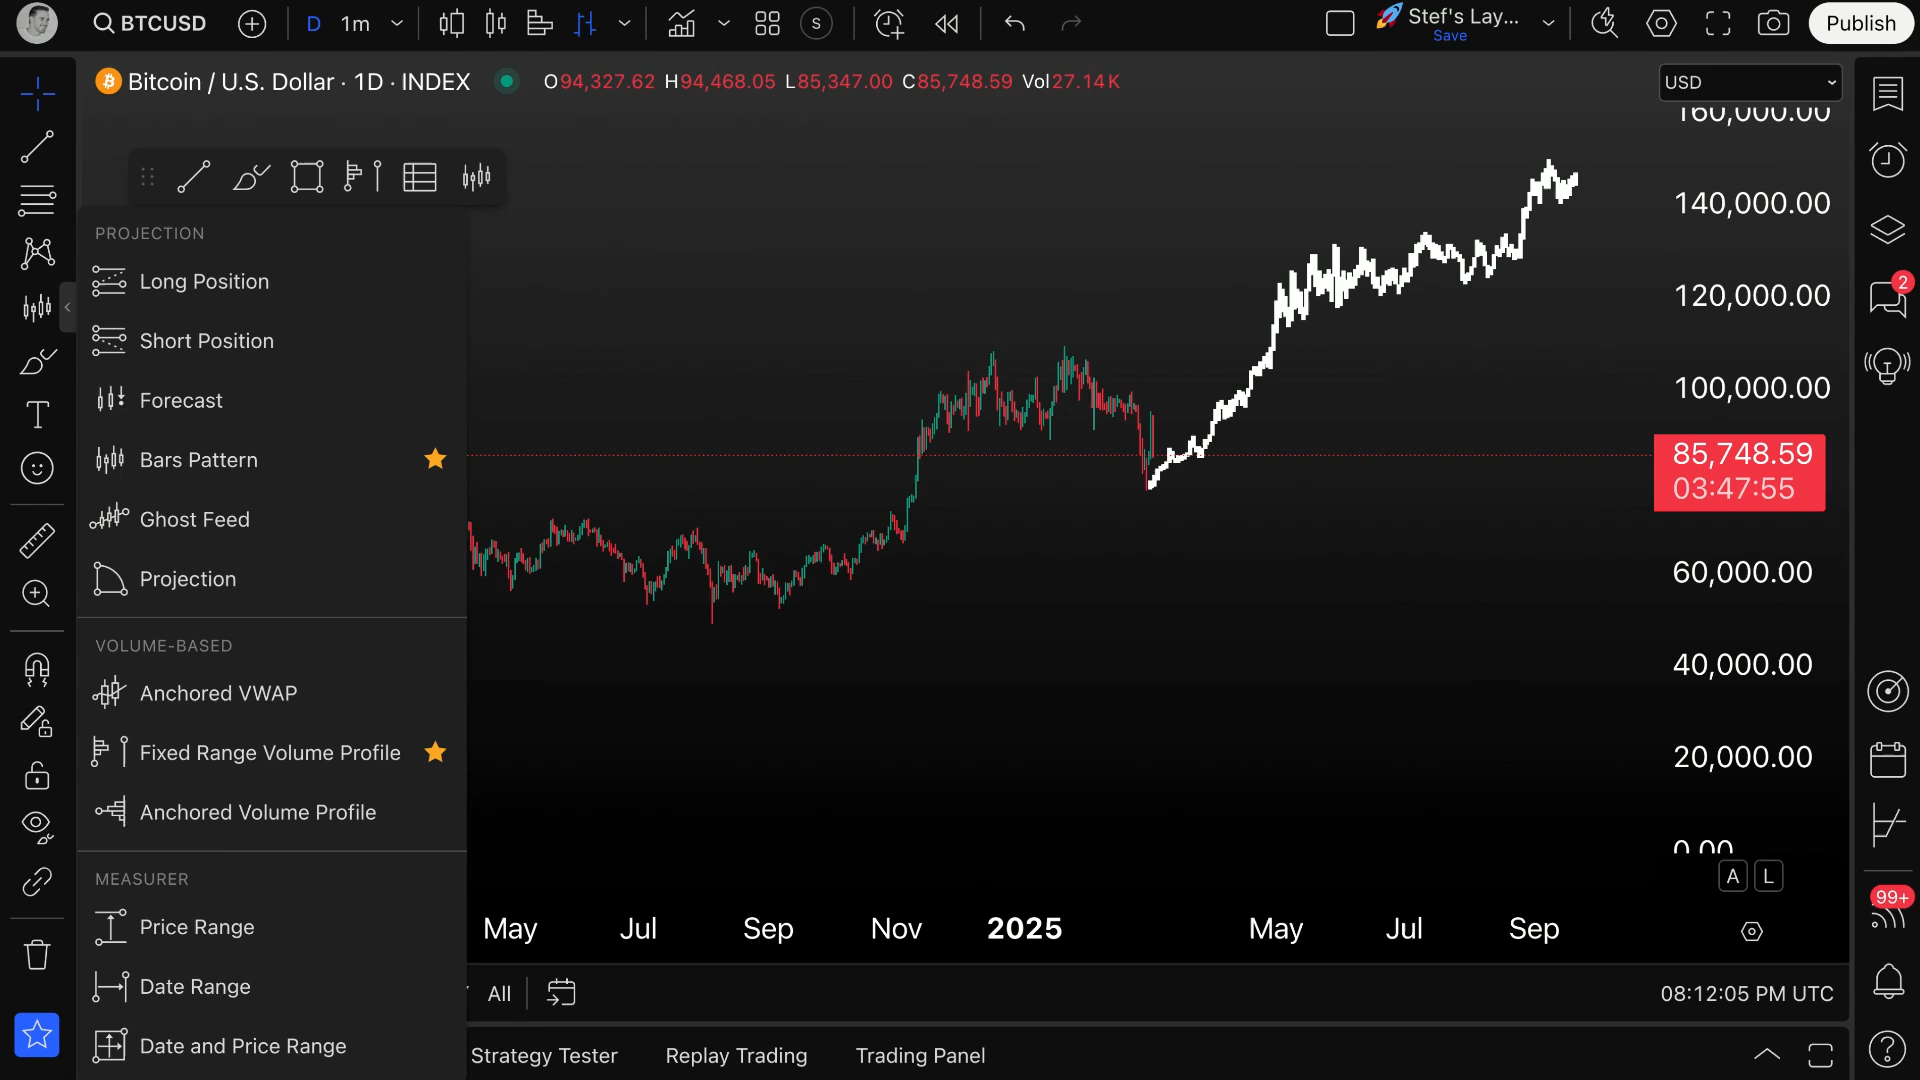 BTCUSD
D
1m
S
Stef's Lay...
Save
Publish
Bitcoin / U.S. Dollar · 1D · INDEX
O94,327.62 H94,468.05 L85,347.00 C85,748.59 Vol27.14K
USD
160,000.00
140,000.00
120,000.00
100,000.00
85,748.59
03:47:55
60,000.00
40,000.00
20,000.00
0.00
A L
PROJECTION
Long Position
Short Position
Forecast
Bars Pattern
Ghost Feed
Projection
VOLUME-BASED
Anchored VWAP
Fixed Range Volume Profile
Anchored Volume Profile
MEASURER
Price Range
Date Range
Date and Price Range
May Jul Sep Nov 2025 May Jul Sep
All
08:12:05 PM UTC
Strategy Tester Replay Trading Trading Panel
2
99+